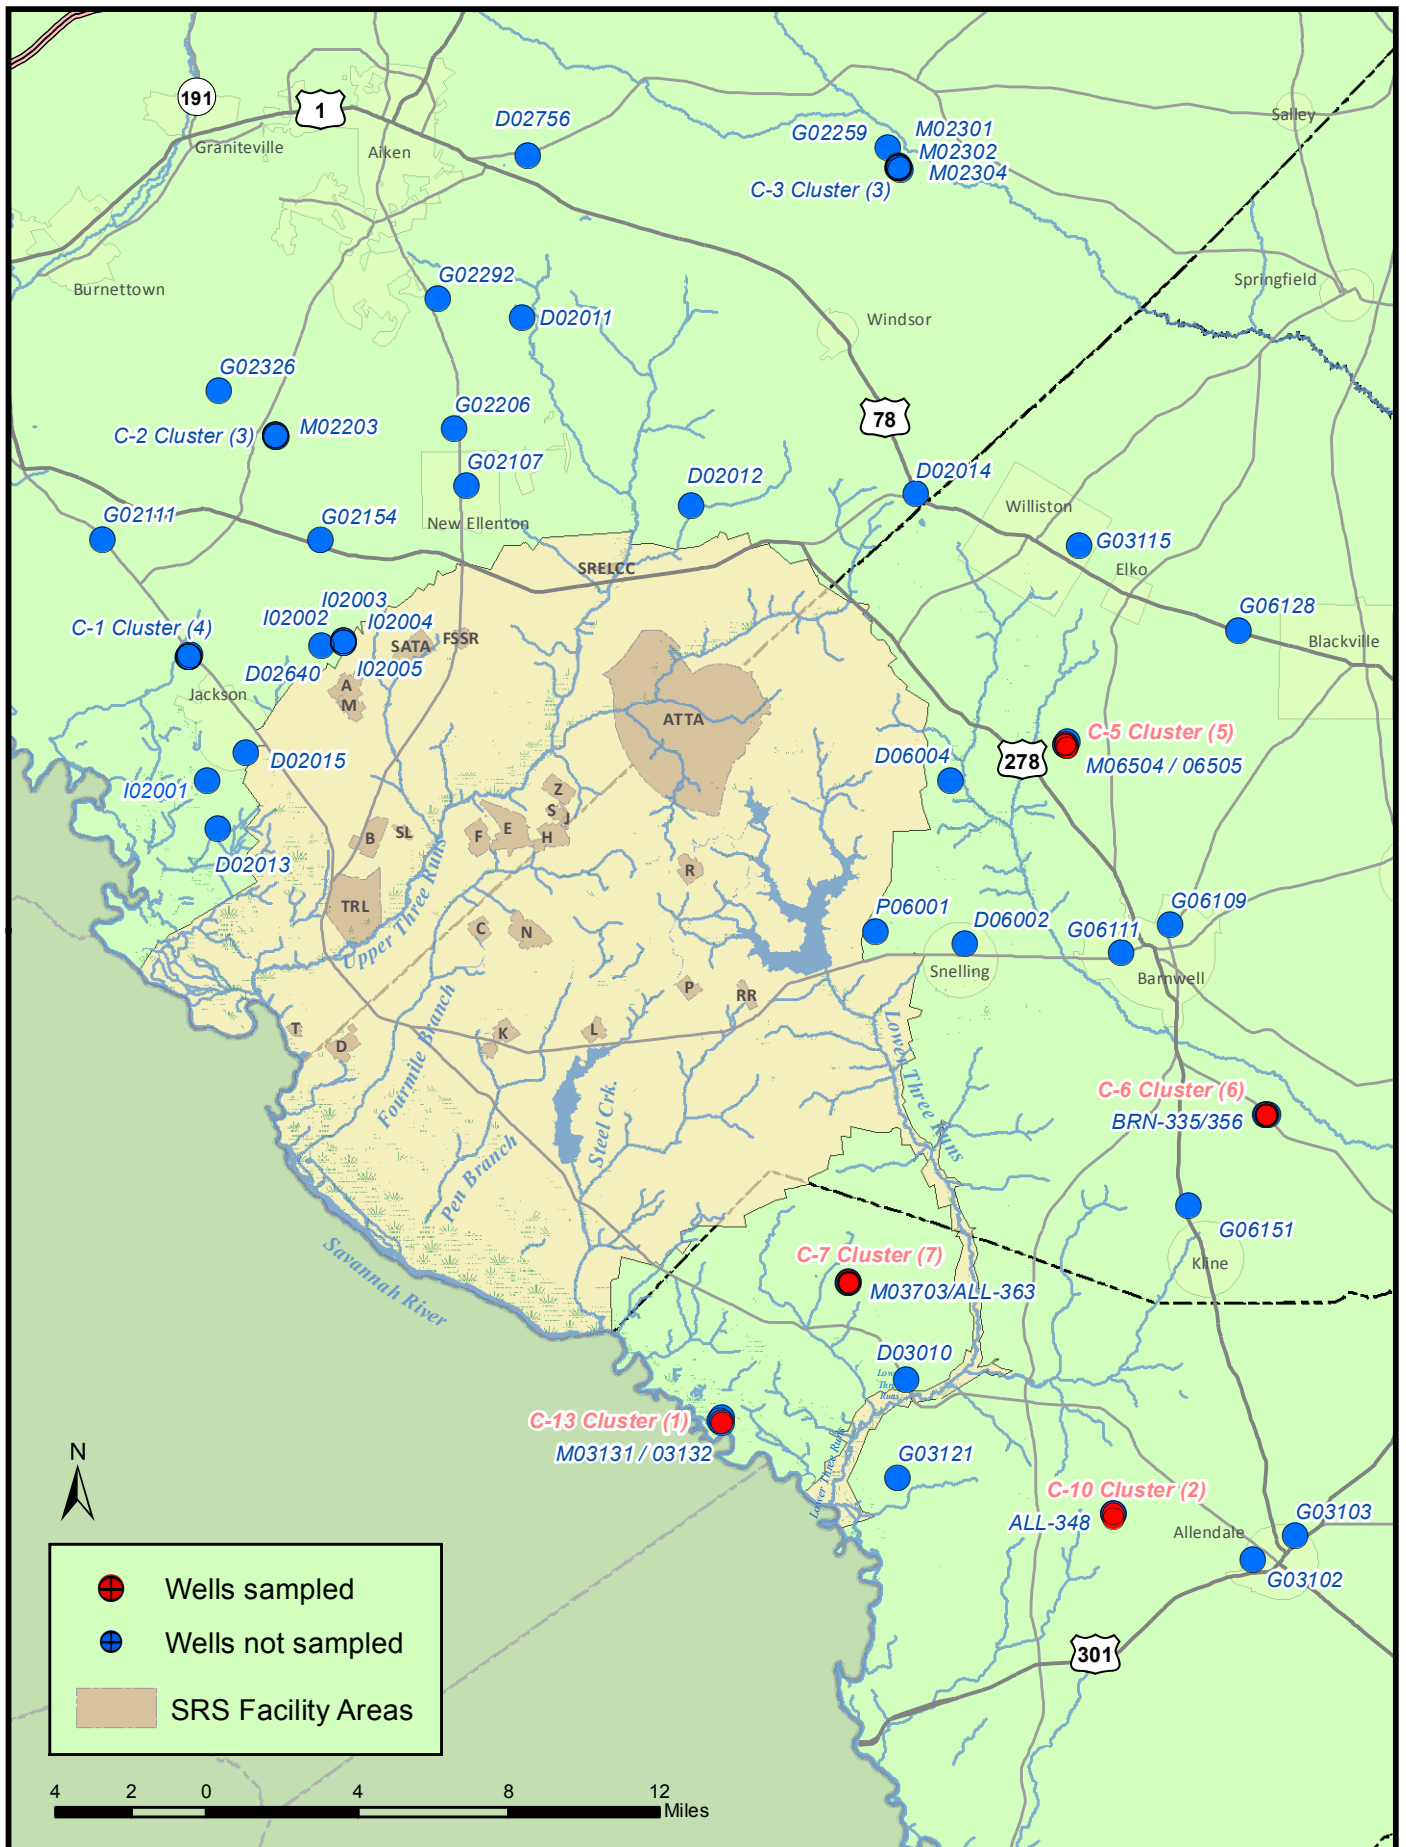 191
1
Graniteville
Aiken
D02756
G02259
M02301
M02302
M02304
C-3 Cluster (3)
Salley
Burnettown
G02292
D02011
Windsor
Springfield
G02326
C-2 Cluster (3)
M02203
G02206
78
G02107
D02012
D02014
G02111
G02154
New Ellenton
Williston
G03115
Elko
SRELCC
I02003
I02002
I02004
C-1 Cluster (4)
SATA
FSSR
G06128
Blackville
D02640
I02005
Jackson
A
M
ATTA
C-5 Cluster (5)
278
M06504 / 06505
D02015
D06004
I02001
Z
S
J
D02013
B
SL
F
E
H
R
TRL
Upper Three Runs
C
N
P06001
D06002
G06111
G06109
Snelling
Barnwell
P
RR
T
D
K
L
Fourmile Branch
Lower Three Runs
C-6 Cluster (6)
BRN-335/356
Steel Crk.
Pen Branch
G06151
Savannah River
C-7 Cluster (7)
Kline
M03703/ALL-363
D03010
Lower
Three
Runs
C-13 Cluster (1)
M03131 / 03132
Lower Three Runs
G03121
C-10 Cluster (2)
ALL-348
Allendale
G03103
G03102
301
N
Wells sampled
Wells not sampled
SRS Facility Areas
4 2 0 4 8 12
Miles